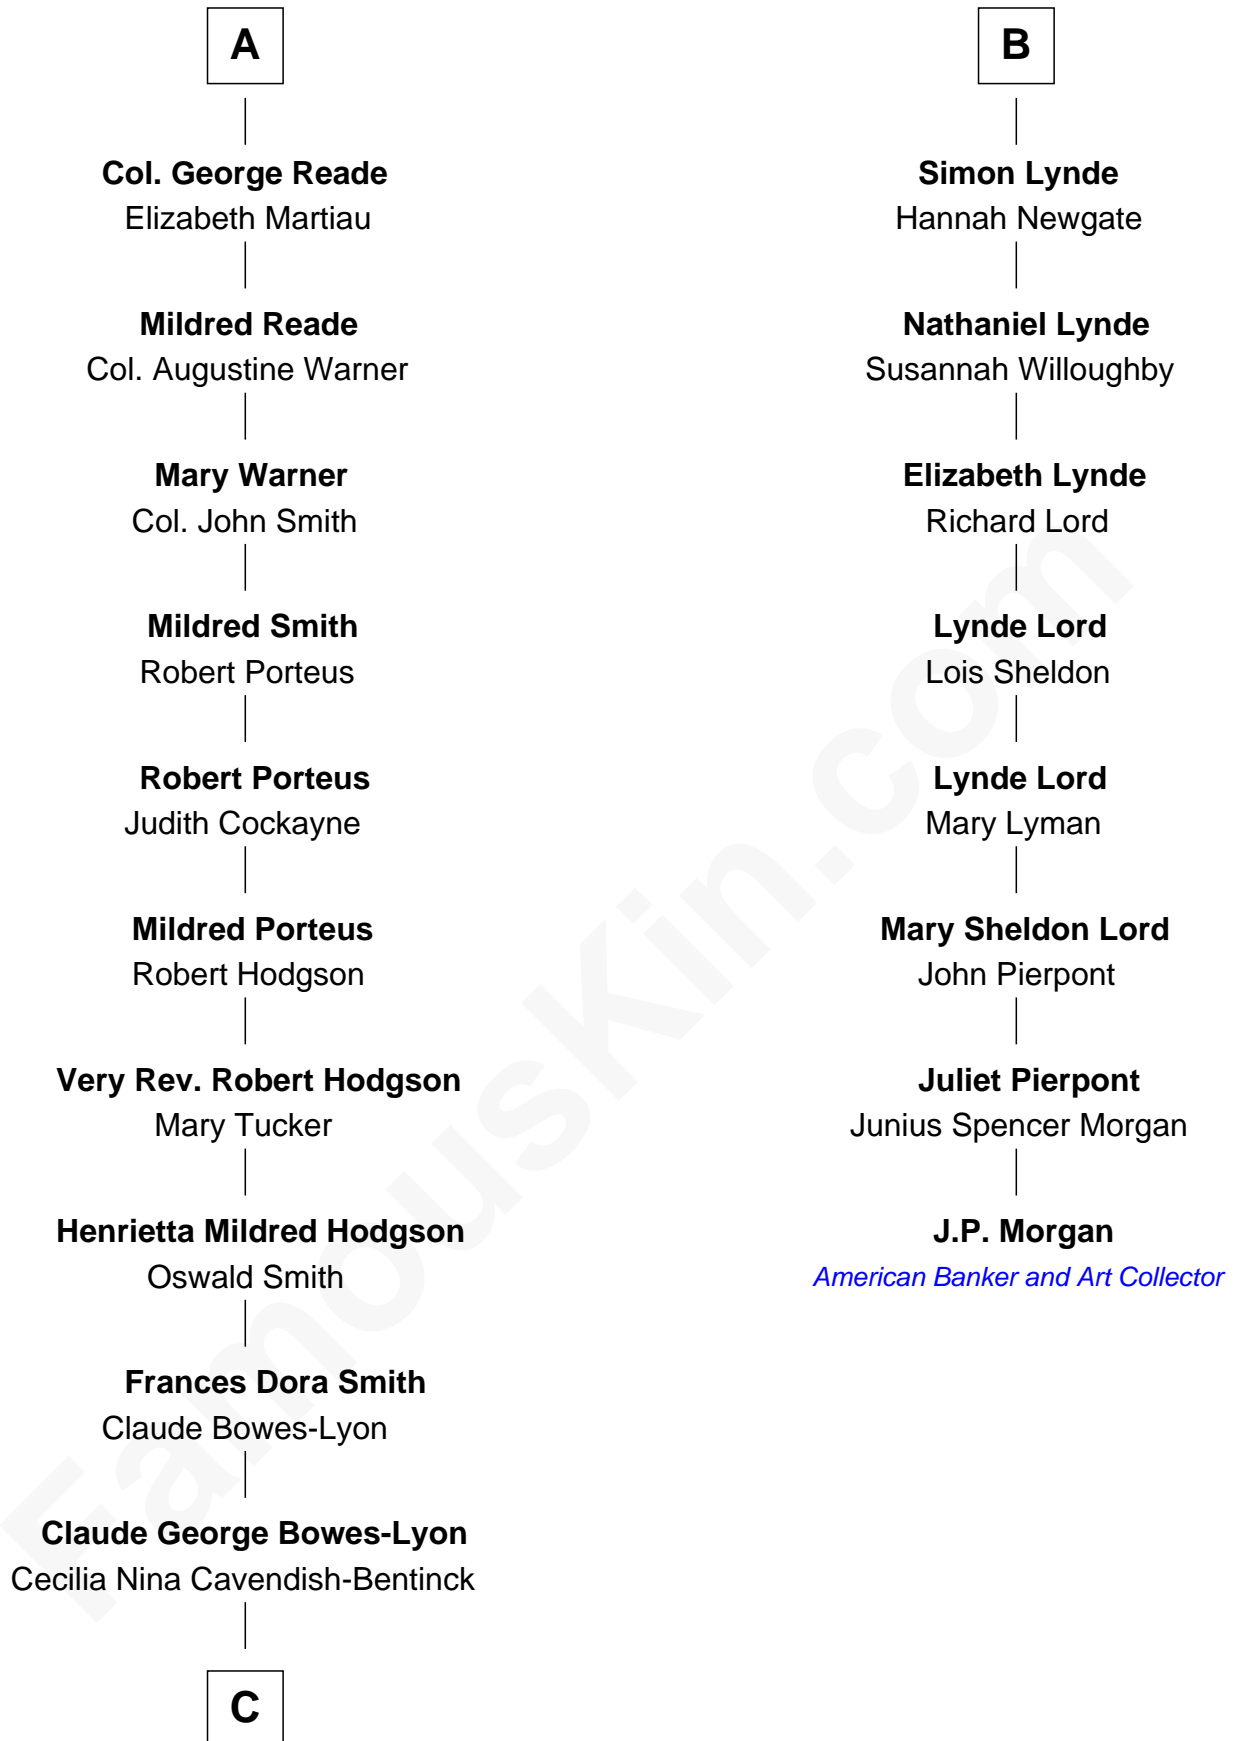 A
Col. George Reade
Elizabeth Martiau
Mildred Reade
Col. Augustine Warner
Mary Warner
Col. John Smith
Mildred Smith
Robert Porteus
Robert Porteus
Judith Cockayne
Mildred Porteus
Robert Hodgson
Very Rev. Robert Hodgson
Mary Tucker
Henrietta Mildred Hodgson
Oswald Smith
Frances Dora Smith
Claude Bowes-Lyon
Claude George Bowes-Lyon
Cecilia Nina Cavendish-Bentinck
C
B
Simon Lynde
Hannah Newgate
Nathaniel Lynde
Susannah Willoughby
Elizabeth Lynde
Richard Lord
Lynde Lord
Lois Sheldon
Lynde Lord
Mary Lyman
Mary Sheldon Lord
John Pierpont
Juliet Pierpont
Junius Spencer Morgan
J.P. Morgan
American Banker and Art Collector
FamousKin.com